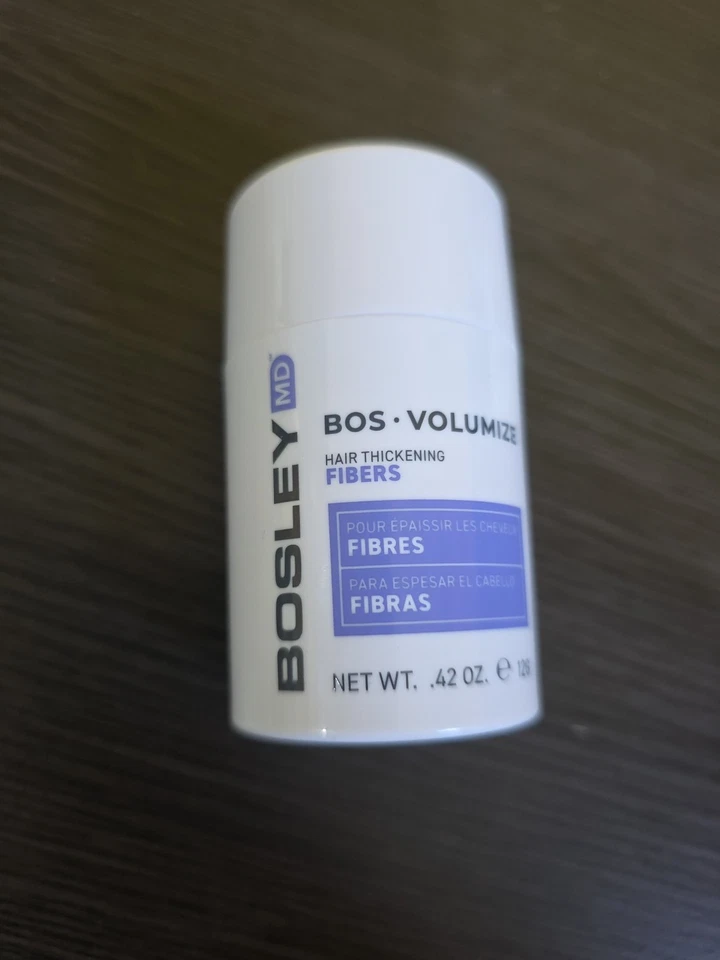 BOSLEY MD
BOS · VOLUMIZE
HAIR THICKENING
FIBERS
POUR ÉPAISSIR LES CHEVEUX
FIBRES
PARA ESPESAR EL CABELLO
FIBRAS
NET WT. .42 OZ. ℮ 12G